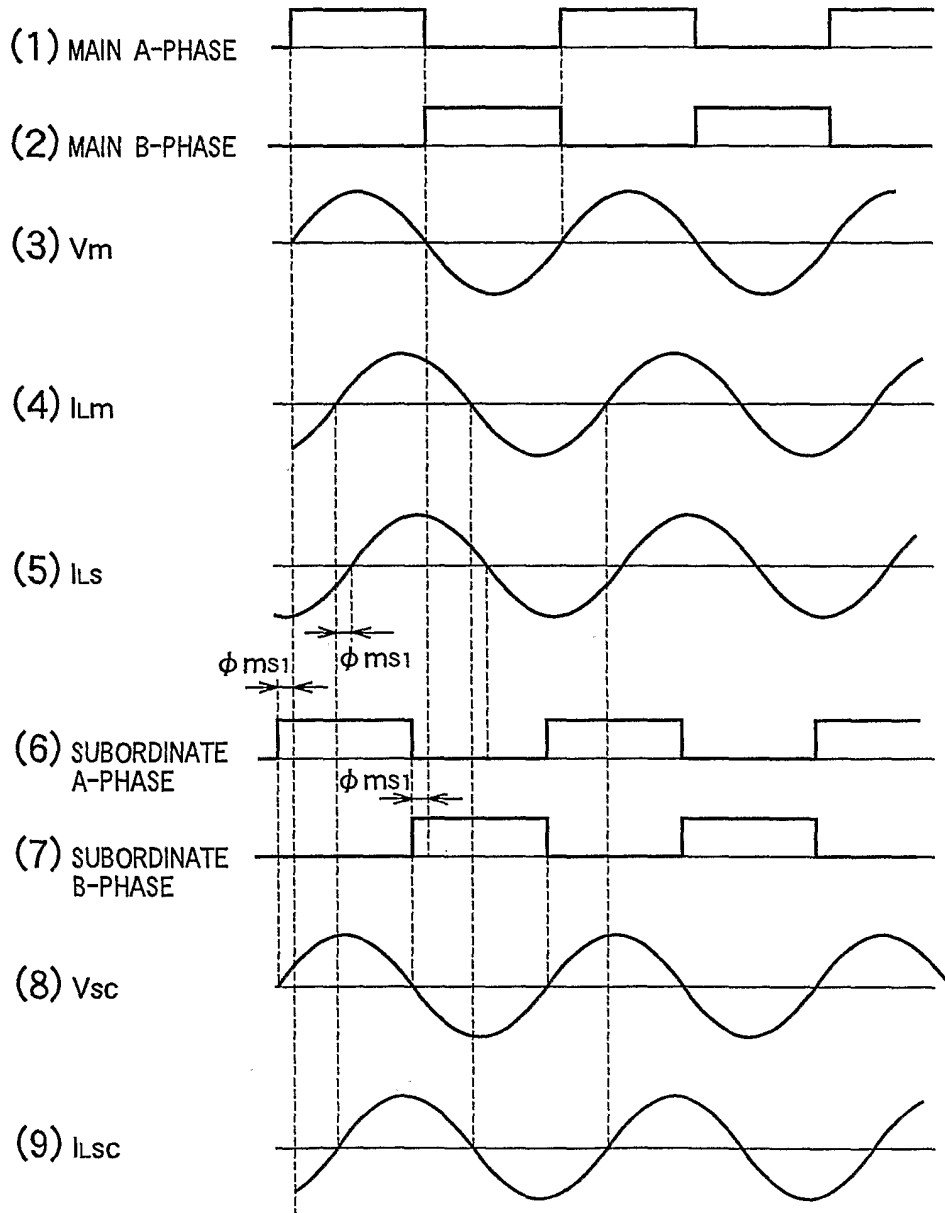 (1) MAIN A-PHASE
(2) MAIN B-PHASE
(3) Vm
(4) ILm
(5) ILs
ϕms1
ϕms1
(6) SUBORDINATE
A-PHASE
ϕms1
(7) SUBORDINATE
B-PHASE
(8) Vsc
(9) ILsc